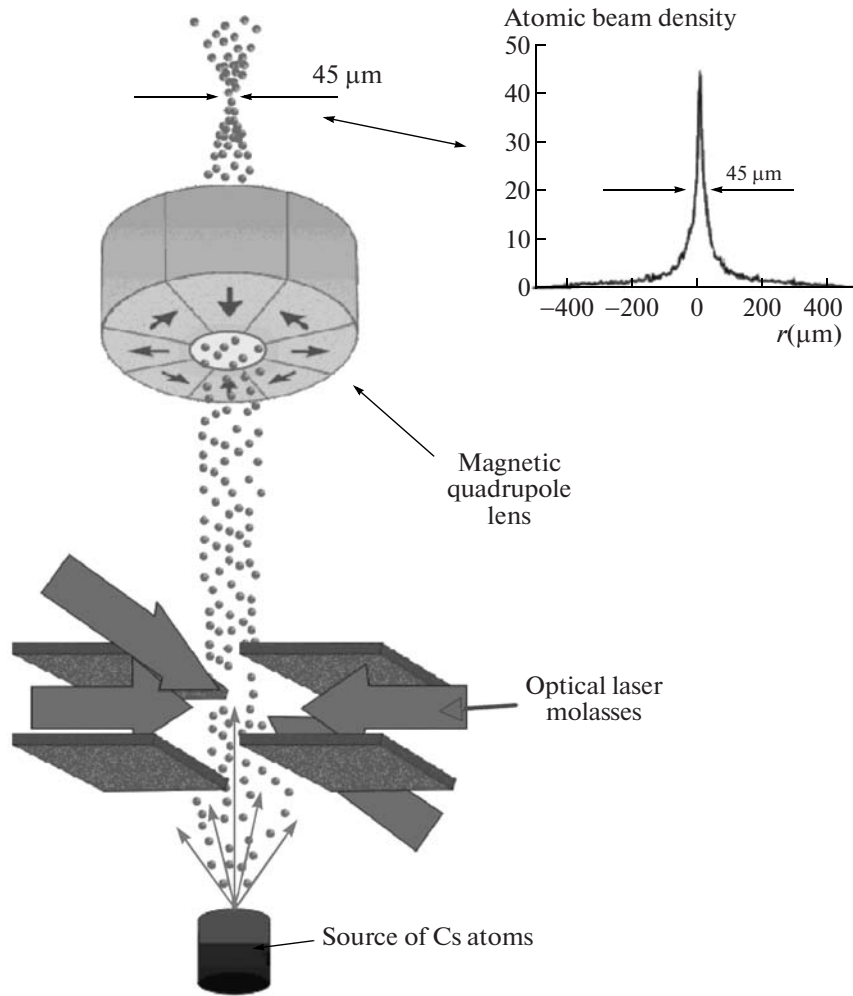 45 µm
Atomic beam density
50
40
30
20
10
0
45 µm
−400 −200 0 200 400
r(µm)
Magnetic
quadrupole
lens
Optical laser
molasses
Source of Cs atoms